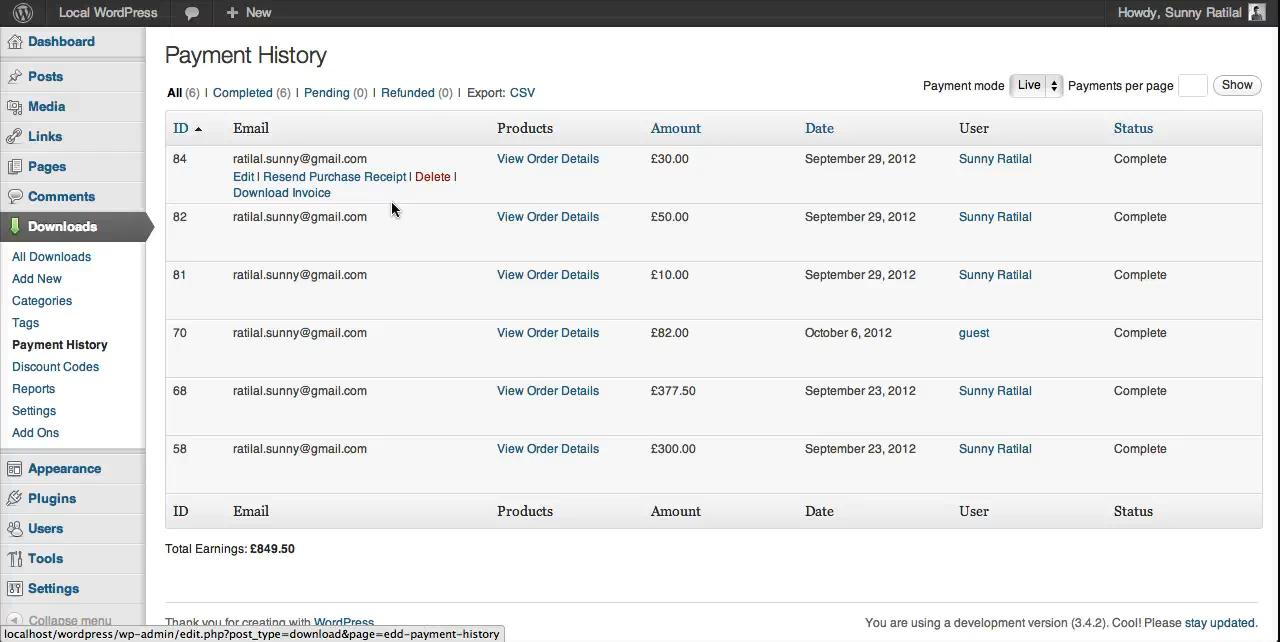 Local WordPress + New Howdy, Sunny Ratilal
Dashboard
Posts
Media
Links
Pages
Comments
Downloads
All Downloads
Add New
Categories
Tags
Payment History
Discount Codes
Reports
Settings
Add Ons
Appearance
Plugins
Users
Tools
Settings
Collapse menu
Payment History
All (6) | Completed (6) | Pending (0) | Refunded (0) | Export: CSV
Payment mode Live Payments per page Show
ID Email Products Amount Date User Status
84 ratilal.sunny@gmail.com View Order Details £30.00 September 29, 2012 Sunny Ratilal Complete
Edit | Resend Purchase Receipt | Delete |
Download Invoice
82 ratilal.sunny@gmail.com View Order Details £50.00 September 29, 2012 Sunny Ratilal Complete
81 ratilal.sunny@gmail.com View Order Details £10.00 September 29, 2012 Sunny Ratilal Complete
70 ratilal.sunny@gmail.com View Order Details £82.00 October 6, 2012 guest Complete
68 ratilal.sunny@gmail.com View Order Details £377.50 September 23, 2012 Sunny Ratilal Complete
58 ratilal.sunny@gmail.com View Order Details £300.00 September 23, 2012 Sunny Ratilal Complete
ID Email Products Amount Date User Status
Total Earnings: £849.50
Thank you for creating with WordPress.
You are using a development version (3.4.2). Cool! Please stay updated.
localhost/wordpress/wp-admin/edit.php?post_type=download&page=edd-payment-history